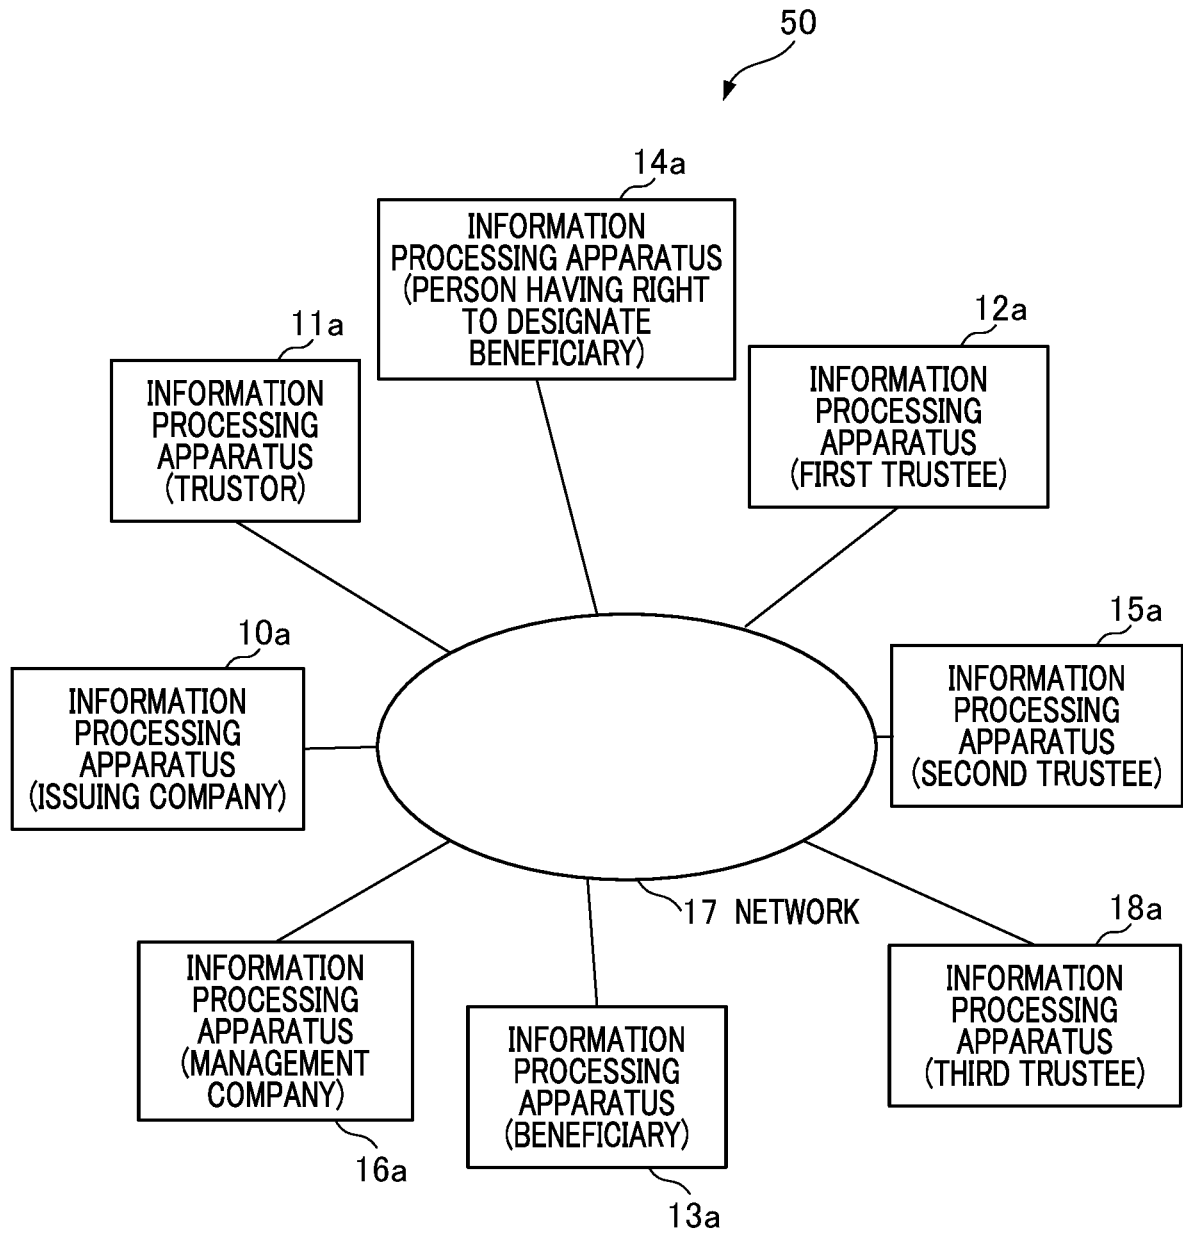 50
14a
INFORMATION
PROCESSING APPARATUS
(PERSON HAVING RIGHT
TO DESIGNATE
BENEFICIARY)
11a
INFORMATION
PROCESSING
APPARATUS
(TRUSTOR)
12a
INFORMATION
PROCESSING
APPARATUS
(FIRST TRUSTEE)
10a
INFORMATION
PROCESSING
APPARATUS
(ISSUING COMPANY)
15a
INFORMATION
PROCESSING
APPARATUS
(SECOND TRUSTEE)
17 NETWORK
18a
INFORMATION
PROCESSING
APPARATUS
(THIRD TRUSTEE)
INFORMATION
PROCESSING
APPARATUS
(MANAGEMENT
COMPANY)
16a
INFORMATION
PROCESSING
APPARATUS
(BENEFICIARY)
13a